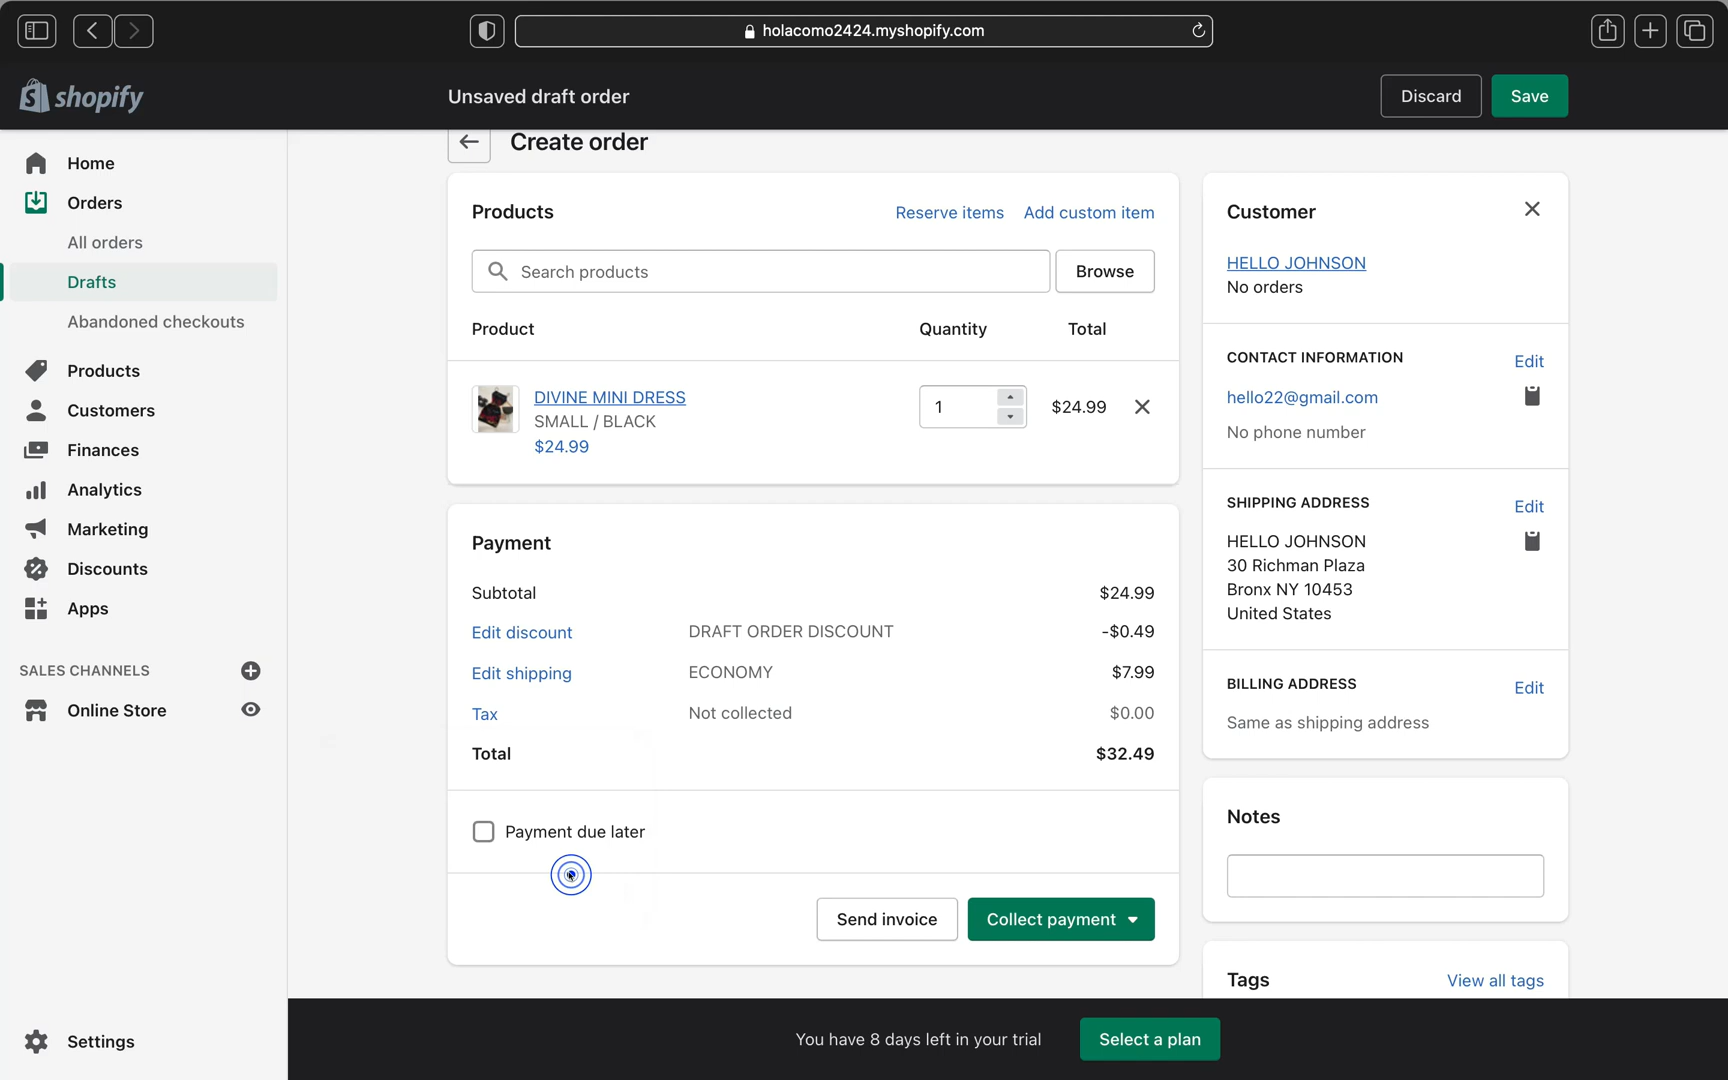 holacomo2424.myshopify.com
shopify
Unsaved draft order
Discard
Save
Home
Orders
All orders
Drafts
Abandoned checkouts
Products
Customers
Finances
Analytics
Marketing
Discounts
Apps
SALES CHANNELS
Online Store
Settings
Create order
Products
Reserve items
Add custom item
Search products
Browse
Product
Quantity
Total
DIVINE MINI DRESS
SMALL / BLACK
$24.99
1
$24.99
Payment
Subtotal
$24.99
Edit discount
DRAFT ORDER DISCOUNT
-$0.49
Edit shipping
ECONOMY
$7.99
Tax
Not collected
$0.00
Total
$32.49
Payment due later
Send invoice
Collect payment
Customer
HELLO JOHNSON
No orders
CONTACT INFORMATION
Edit
hello22@gmail.com
No phone number
SHIPPING ADDRESS
Edit
HELLO JOHNSON
30 Richman Plaza
Bronx NY 10453
United States
BILLING ADDRESS
Edit
Same as shipping address
Notes
Tags
View all tags
You have 8 days left in your trial
Select a plan